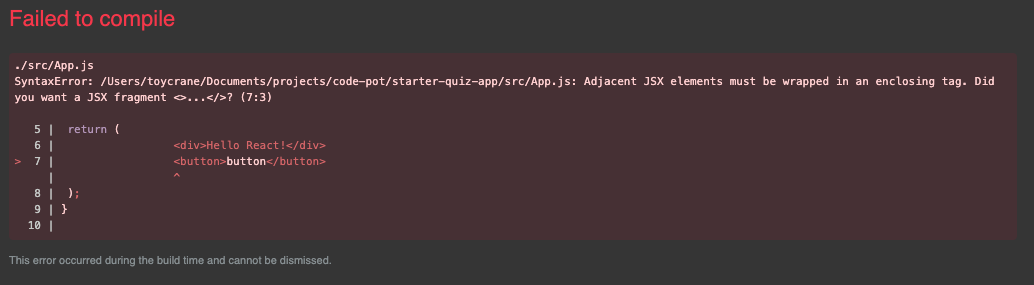 Failed to compile
./src/App.js
SyntaxError: /Users/toycrane/Documents/projects/code-pot/starter-quiz-app/src/App.js: Adjacent JSX elements must be wrapped in an enclosing tag. Did
you want a JSX fragment <>...</>? (7:3)
5 | return (
6 | <div>Hello React!</div>
> 7 | <button>button</button>
| ^
8 | );
9 | }
10 |
This error occurred during the build time and cannot be dismissed.